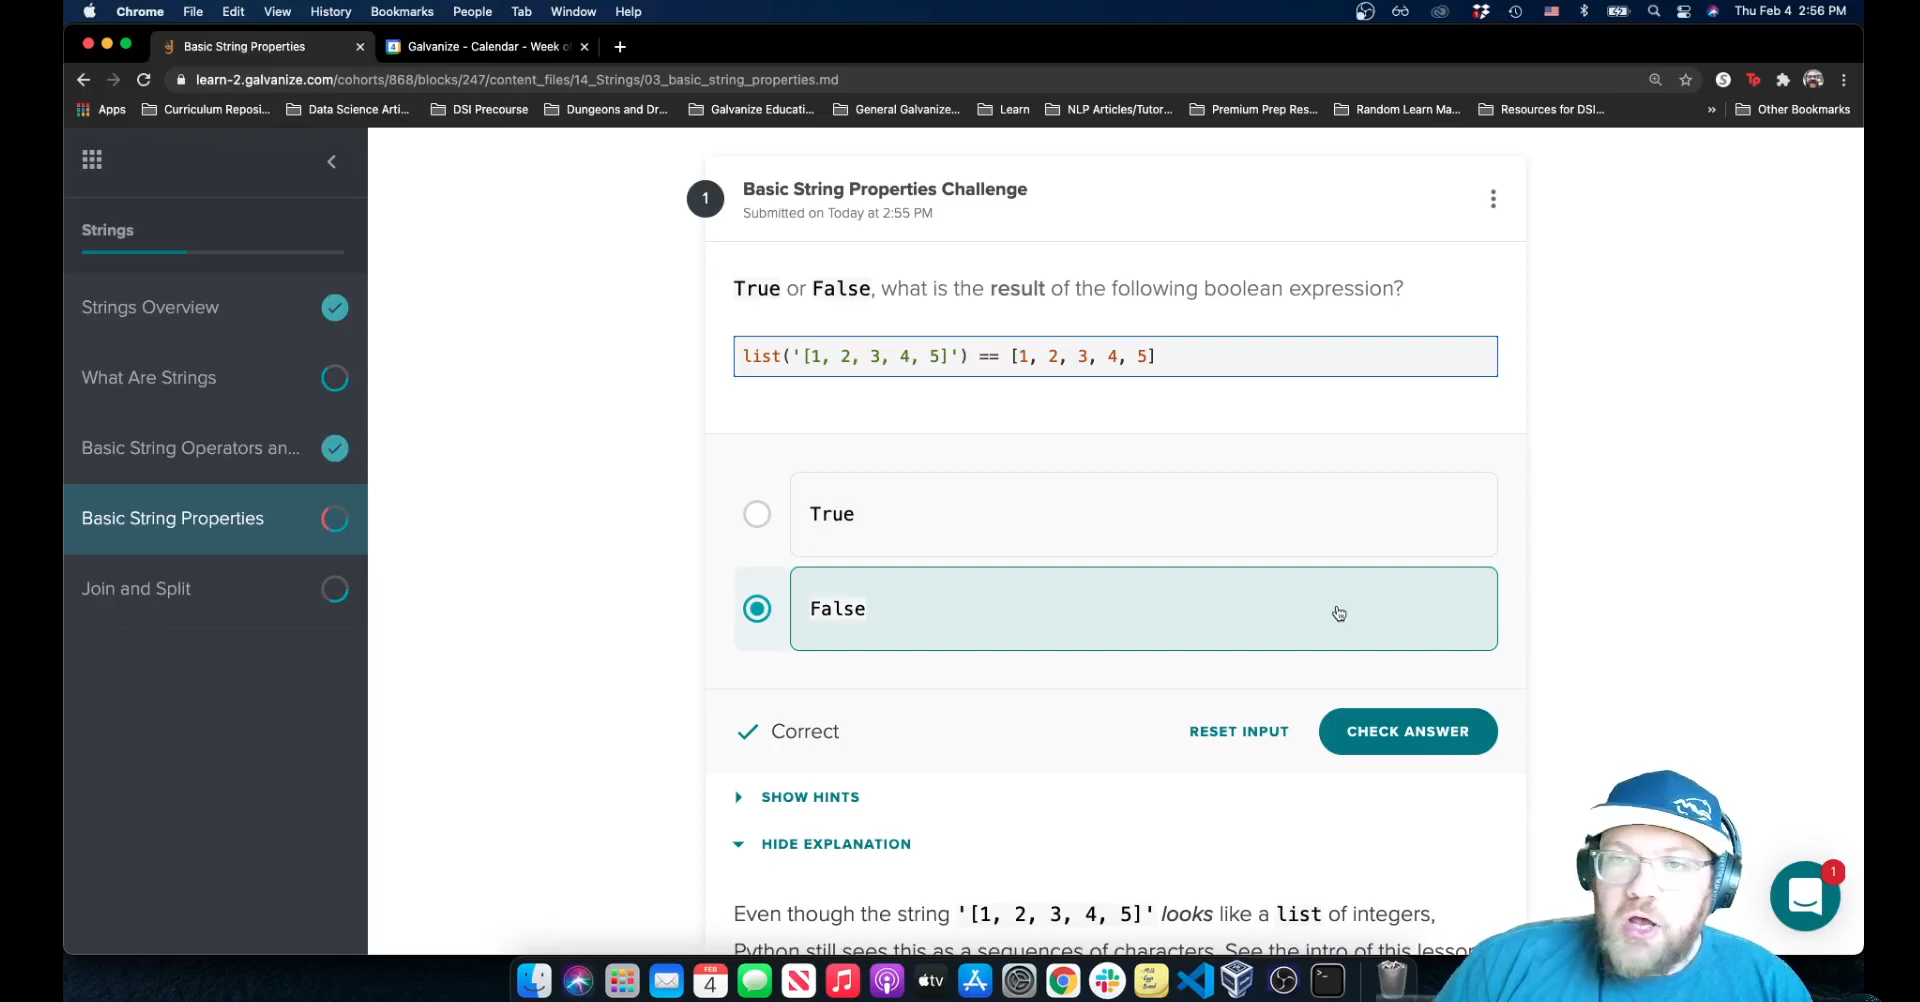 Chrome File Edit View History Bookmarks People Tab Window Help Thu Feb 4 2:56 PM
Basic String Properties Galvanize - Calendar - Week o
learn-2.galvanize.com/cohorts/868/blocks/247/content_files/14_Strings/03_basic_string_properties.md
Apps Curriculum Reposi... Data Science Arti... DSI Precourse Dungeons and Dr... Galvanize Educati... General Galvanize... Learn NLP Articles/Tutor... Premium Prep Res... Random Learn Ma... Resources for DSI... » Other Bookmarks
Strings
Strings Overview
What Are Strings
Basic String Operators an...
Basic String Properties
Join and Split
1
Basic String Properties Challenge
Submitted on Today at 2:55 PM
True or False, what is the result of the following boolean expression?
list('[1, 2, 3, 4, 5]') == [1, 2, 3, 4, 5]
True
False
Correct RESET INPUT CHECK ANSWER
SHOW HINTS
HIDE EXPLANATION
Even though the string '[1, 2, 3, 4, 5]' looks like a list of integers,
Python still sees this as a sequences of characters. See the intro of this lesson
1
FEB
4
tv